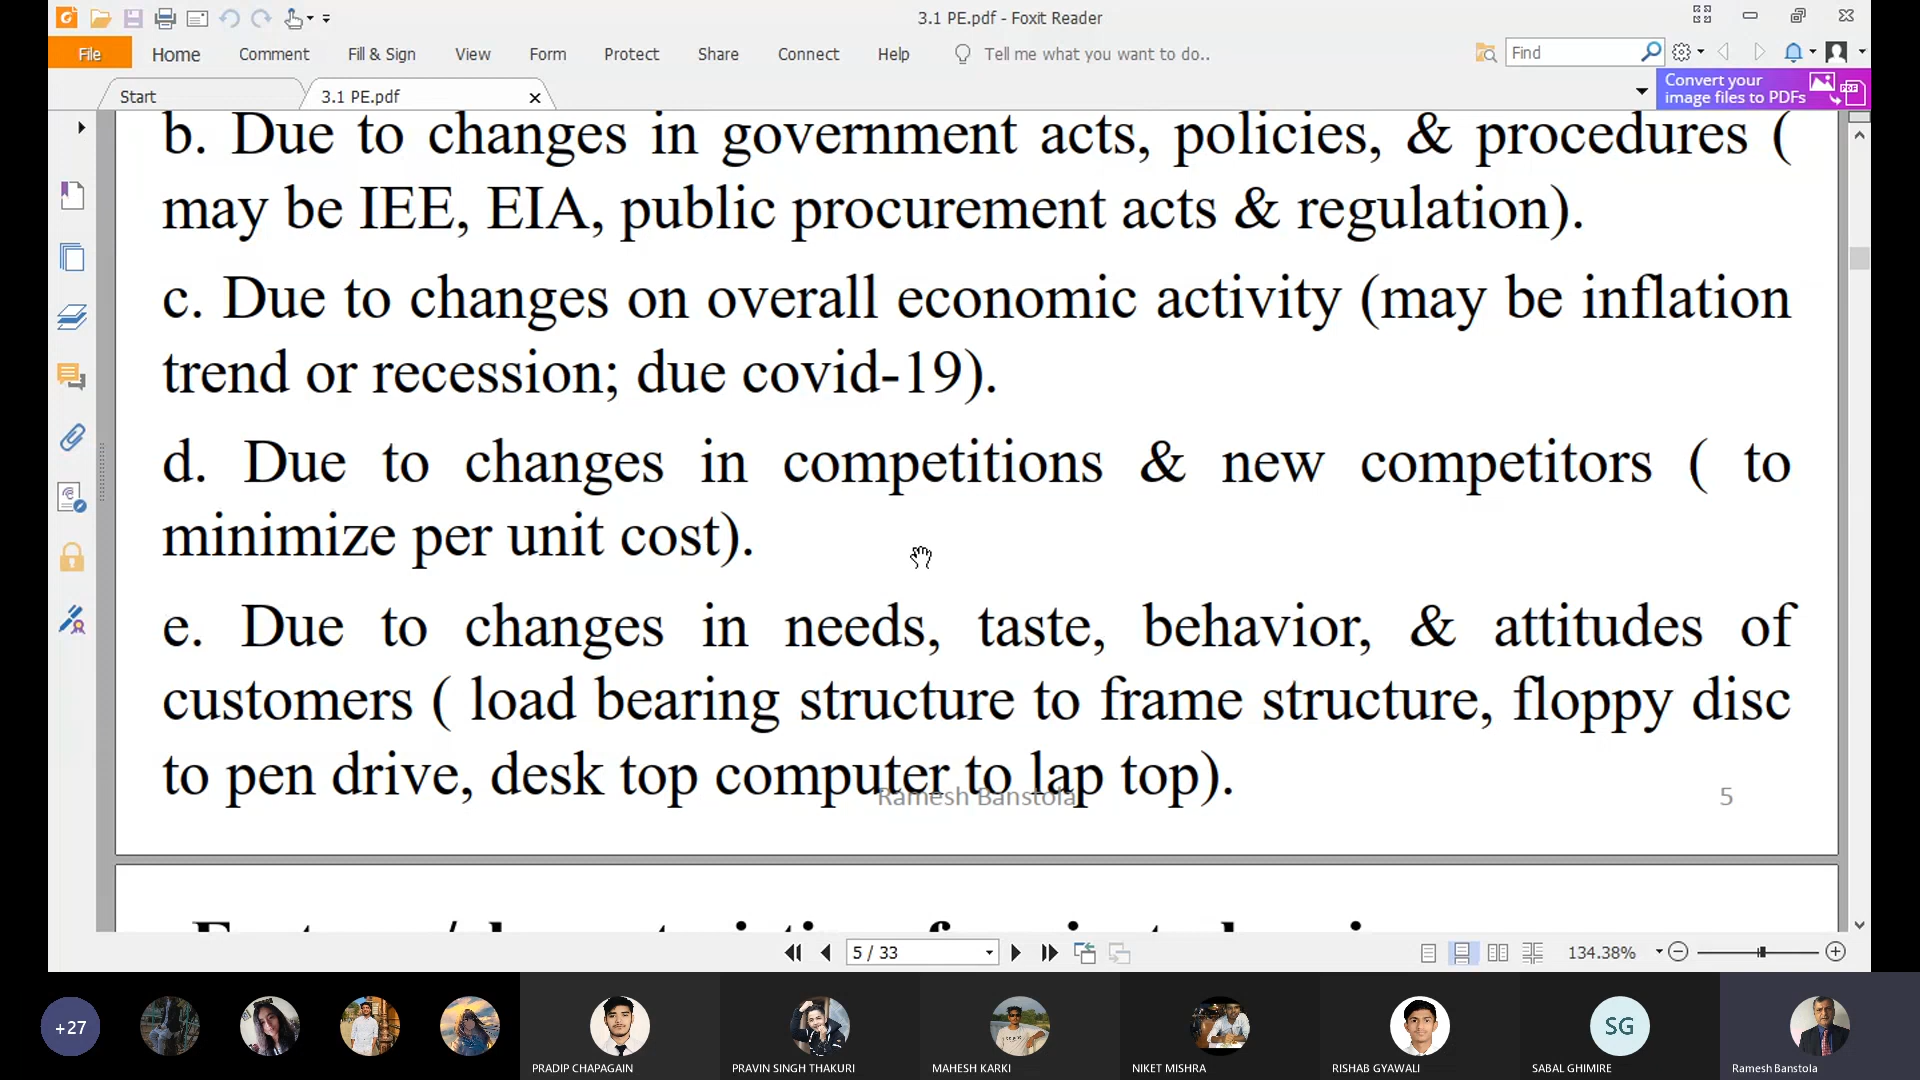 3.1 PE.pdf - Foxit Reader
File Home Comment Fill & Sign View Form Protect Share Connect Help Tell me what you want to do.. Find
Start 3.1 PE.pdf
Convert your
image files to PDFs
b. Due to changes in government acts, policies, & procedures (
may be IEE, EIA, public procurement acts & regulation).
c. Due to changes on overall economic activity (may be inflation
trend or recession; due covid-19).
d. Due to changes in competitions & new competitors ( to
minimize per unit cost).
e. Due to changes in needs, taste, behavior, & attitudes of
customers ( load bearing structure to frame structure, floppy disc
to pen drive, desk top computer to lap top).
Ramesh Banstola 5
5 / 33 134.38%
+27 SG
PRADIP CHAPAGAIN PRAVIN SINGH THAKURI MAHESH KARKI NIKET MISHRA RISHAB GYAWALI SABAL GHIMIRE Ramesh Banstola